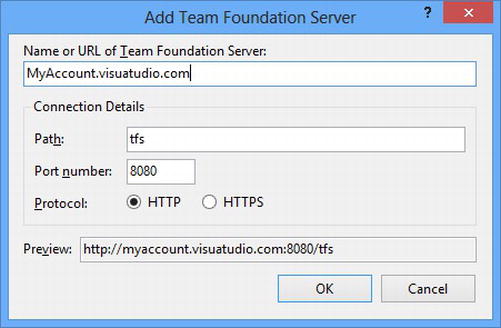 Add Team Foundation Server
?
Name or URL of Team Foundation Server:
MyAccount.visuatudio.com
Connection Details
Path: tfs
Port number: 8080
Protocol: HTTP HTTPS
Preview: http://myaccount.visuatudio.com:8080/tfs
OK Cancel